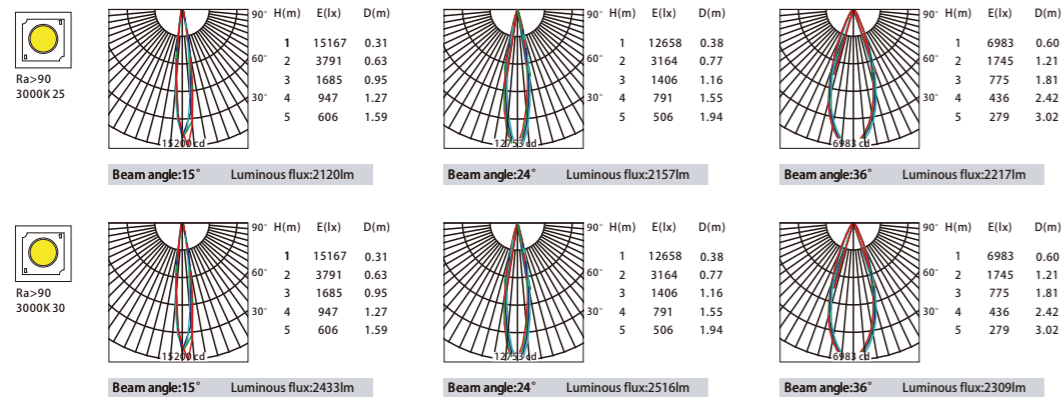 90° H(m) E(lx) D(m)
1 15167 0.31
60° 2 3791 0.63
3 1685 0.95
30° 4 947 1.27
5 606 1.59
15200 cd
Ra>90
3000K 25
Beam angle:15° Luminous flux:2120lm
90° H(m) E(lx) D(m)
1 12658 0.38
60° 2 3164 0.77
3 1406 1.16
30° 4 791 1.55
5 506 1.94
12753 cd
Beam angle:24° Luminous flux:2157lm
90° H(m) E(lx) D(m)
1 6983 0.60
60° 2 1745 1.21
3 775 1.81
30° 4 436 2.42
5 279 3.02
6983 cd
Beam angle:36° Luminous flux:2217lm
90° H(m) E(lx) D(m)
1 15167 0.31
60° 2 3791 0.63
3 1685 0.95
30° 4 947 1.27
5 606 1.59
15200 cd
Ra>90
3000K 30
Beam angle:15° Luminous flux:2433lm
90° H(m) E(lx) D(m)
1 12658 0.38
60° 2 3164 0.77
3 1406 1.16
30° 4 791 1.55
5 506 1.94
12753 cd
Beam angle:24° Luminous flux:2516lm
90° H(m) E(lx) D(m)
1 6983 0.60
60° 2 1745 1.21
3 775 1.81
30° 4 436 2.42
5 279 3.02
6983 cd
Beam angle:36° Luminous flux:2309lm